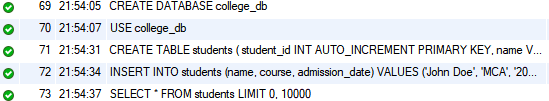 69 21:54:05 CREATE DATABASE college_db
70 21:54:07 USE college_db
71 21:54:31 CREATE TABLE students ( student_id INT AUTO_INCREMENT PRIMARY KEY, name V...
72 21:54:34 INSERT INTO students (name, course, admission_date) VALUES ('John Doe', 'MCA', '20...
73 21:54:37 SELECT * FROM students LIMIT 0, 10000